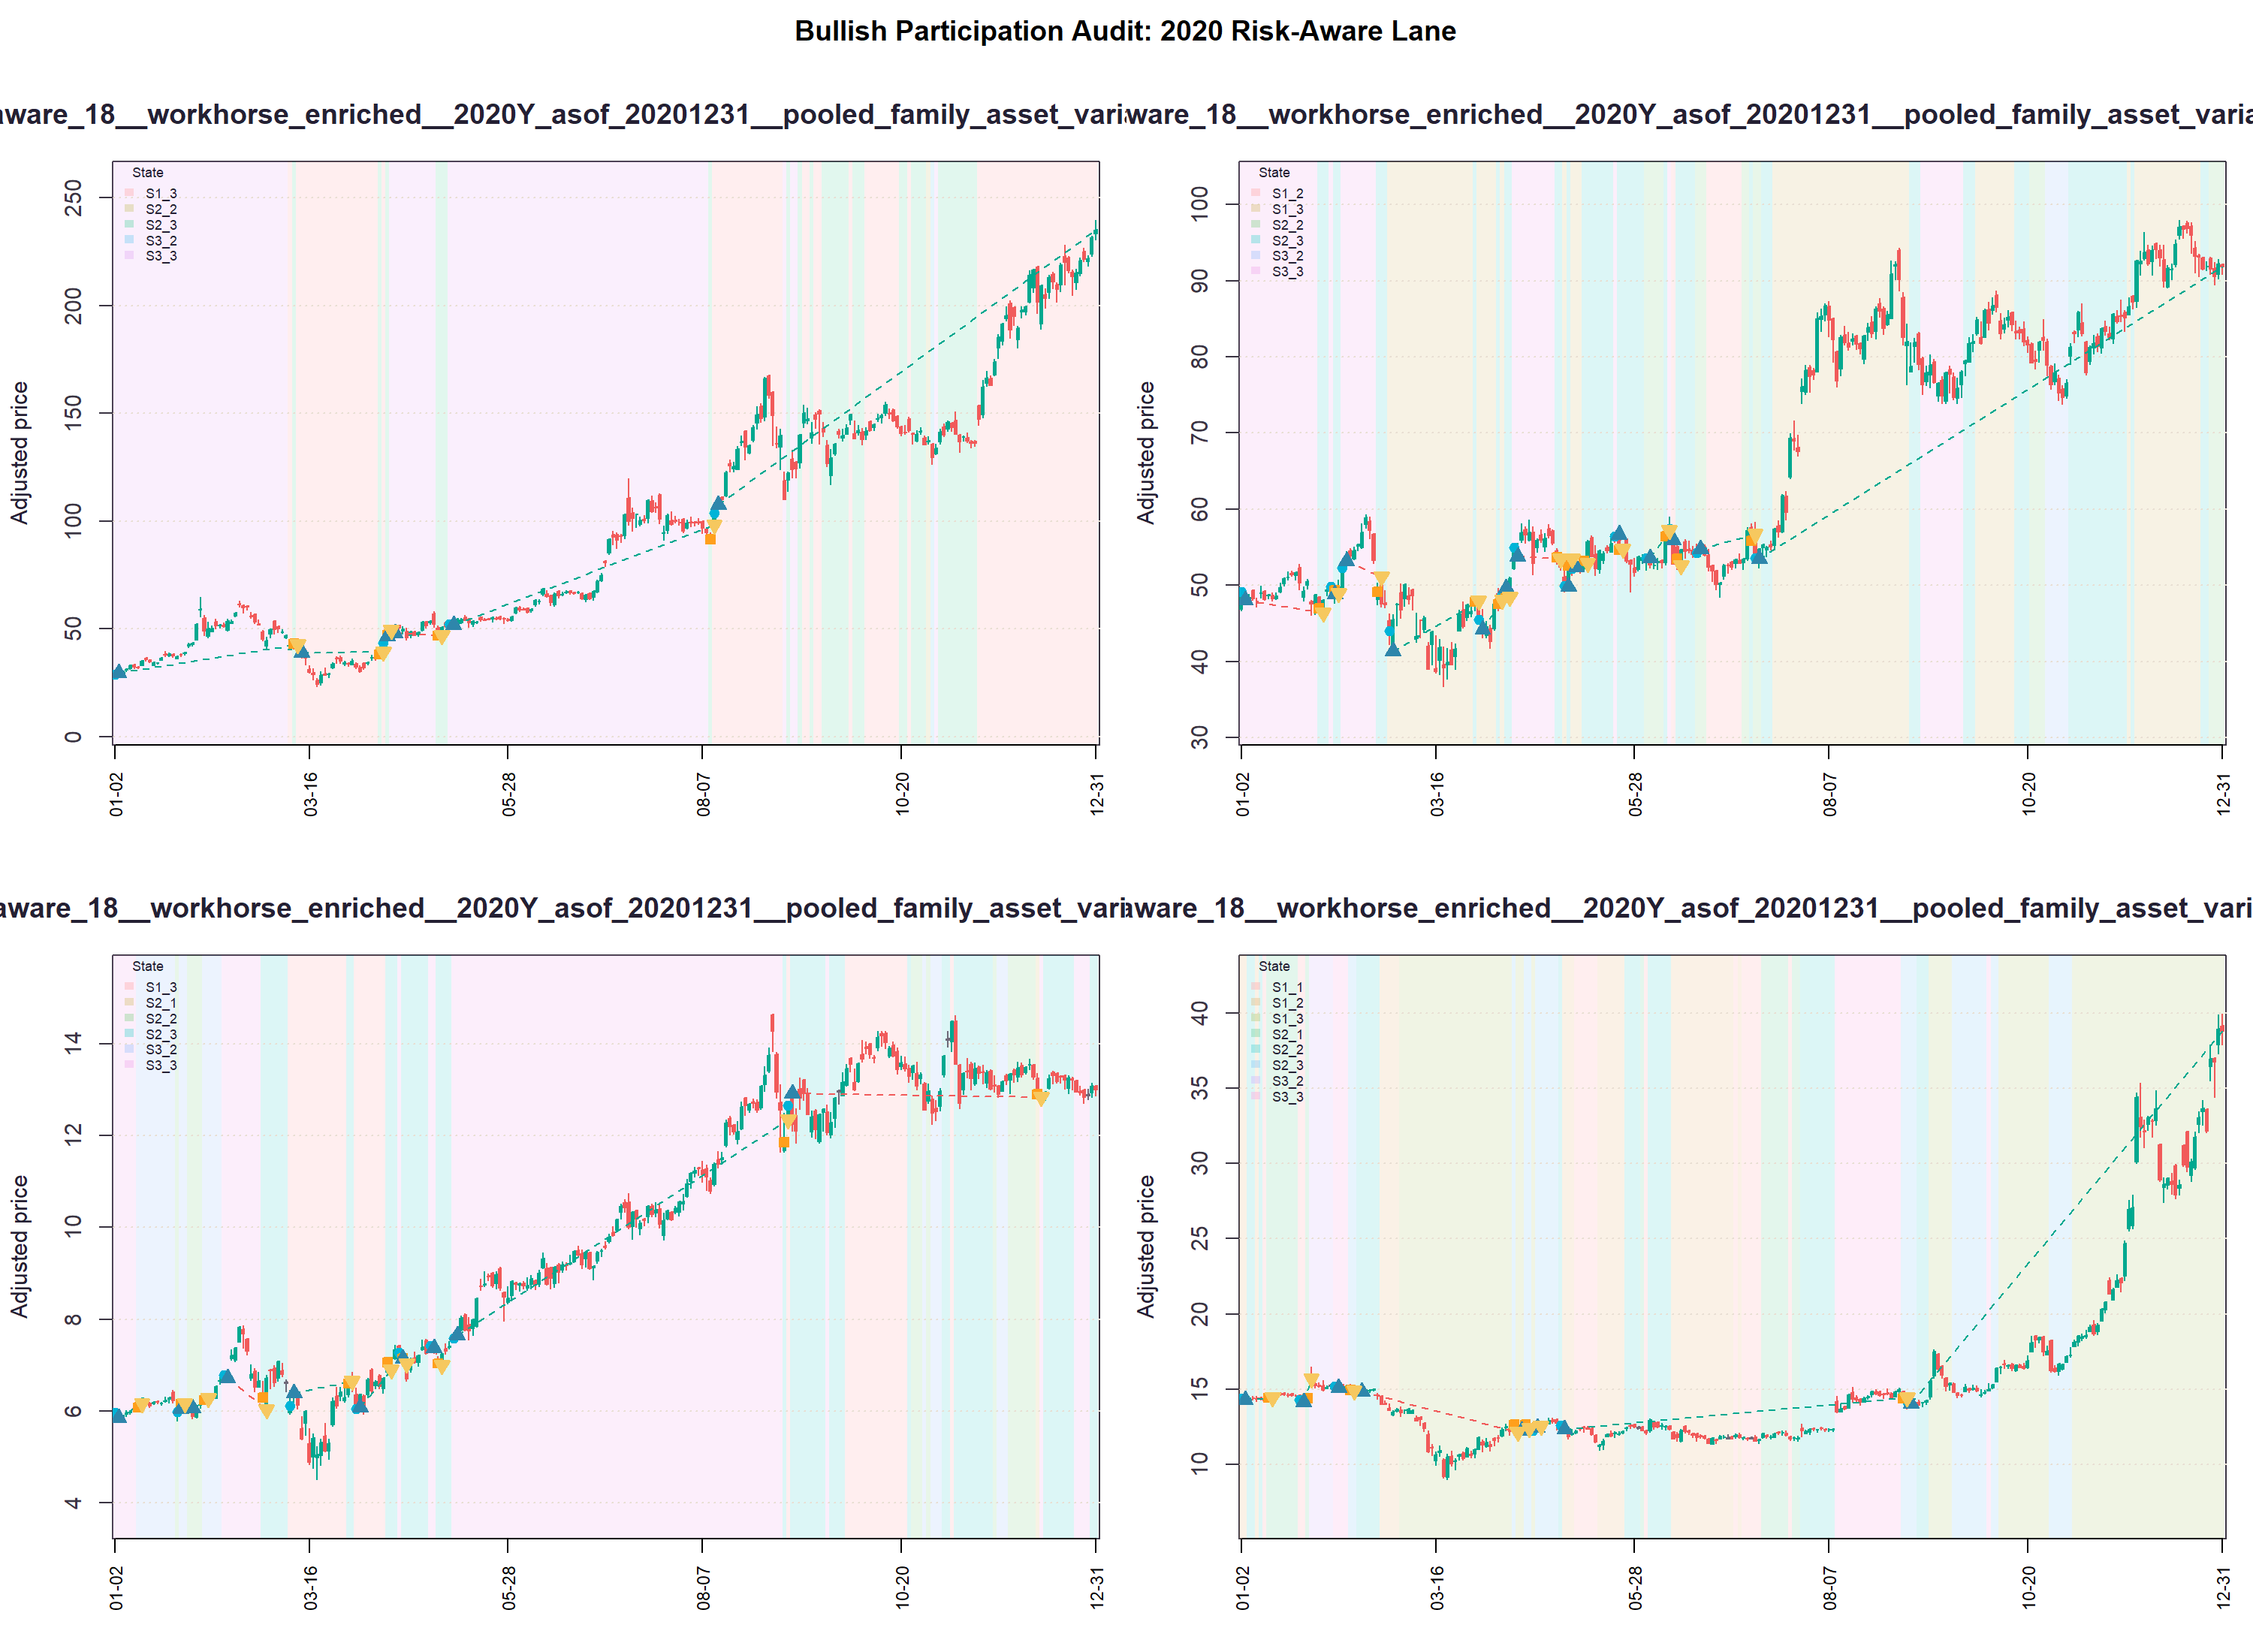 Bullish Participation Audit: 2020 Risk-Aware Lane
aware_18__workhorse_enriched__2020Y_asof_20201231__pooled_family_asset_vari
aware_18__workhorse_enriched__2020Y_asof_20201231__pooled_family_asset_varia
Adjusted price
250
200
150
100
50
0
State
S1_3
S2_2
S2_3
S3_2
S3_3
01-02
03-16
05-28
08-07
10-20
12-31
Adjusted price
100
90
80
70
60
50
40
30
State
S1_2
S1_3
S2_2
S2_3
S3_2
S3_3
01-02
03-16
05-28
08-07
10-20
12-31
aware_18__workhorse_enriched__2020Y_asof_20201231__pooled_family_asset_vari
aware_18__workhorse_enriched__2020Y_asof_20201231__pooled_family_asset_vari
Adjusted price
14
12
10
8
6
4
State
S1_3
S2_1
S2_2
S2_3
S3_2
S3_3
01-02
03-16
05-28
08-07
10-20
12-31
Adjusted price
40
35
30
25
20
15
10
State
S1_1
S1_2
S1_3
S2_1
S2_2
S2_3
S3_2
S3_3
01-02
03-16
05-28
08-07
10-20
12-31